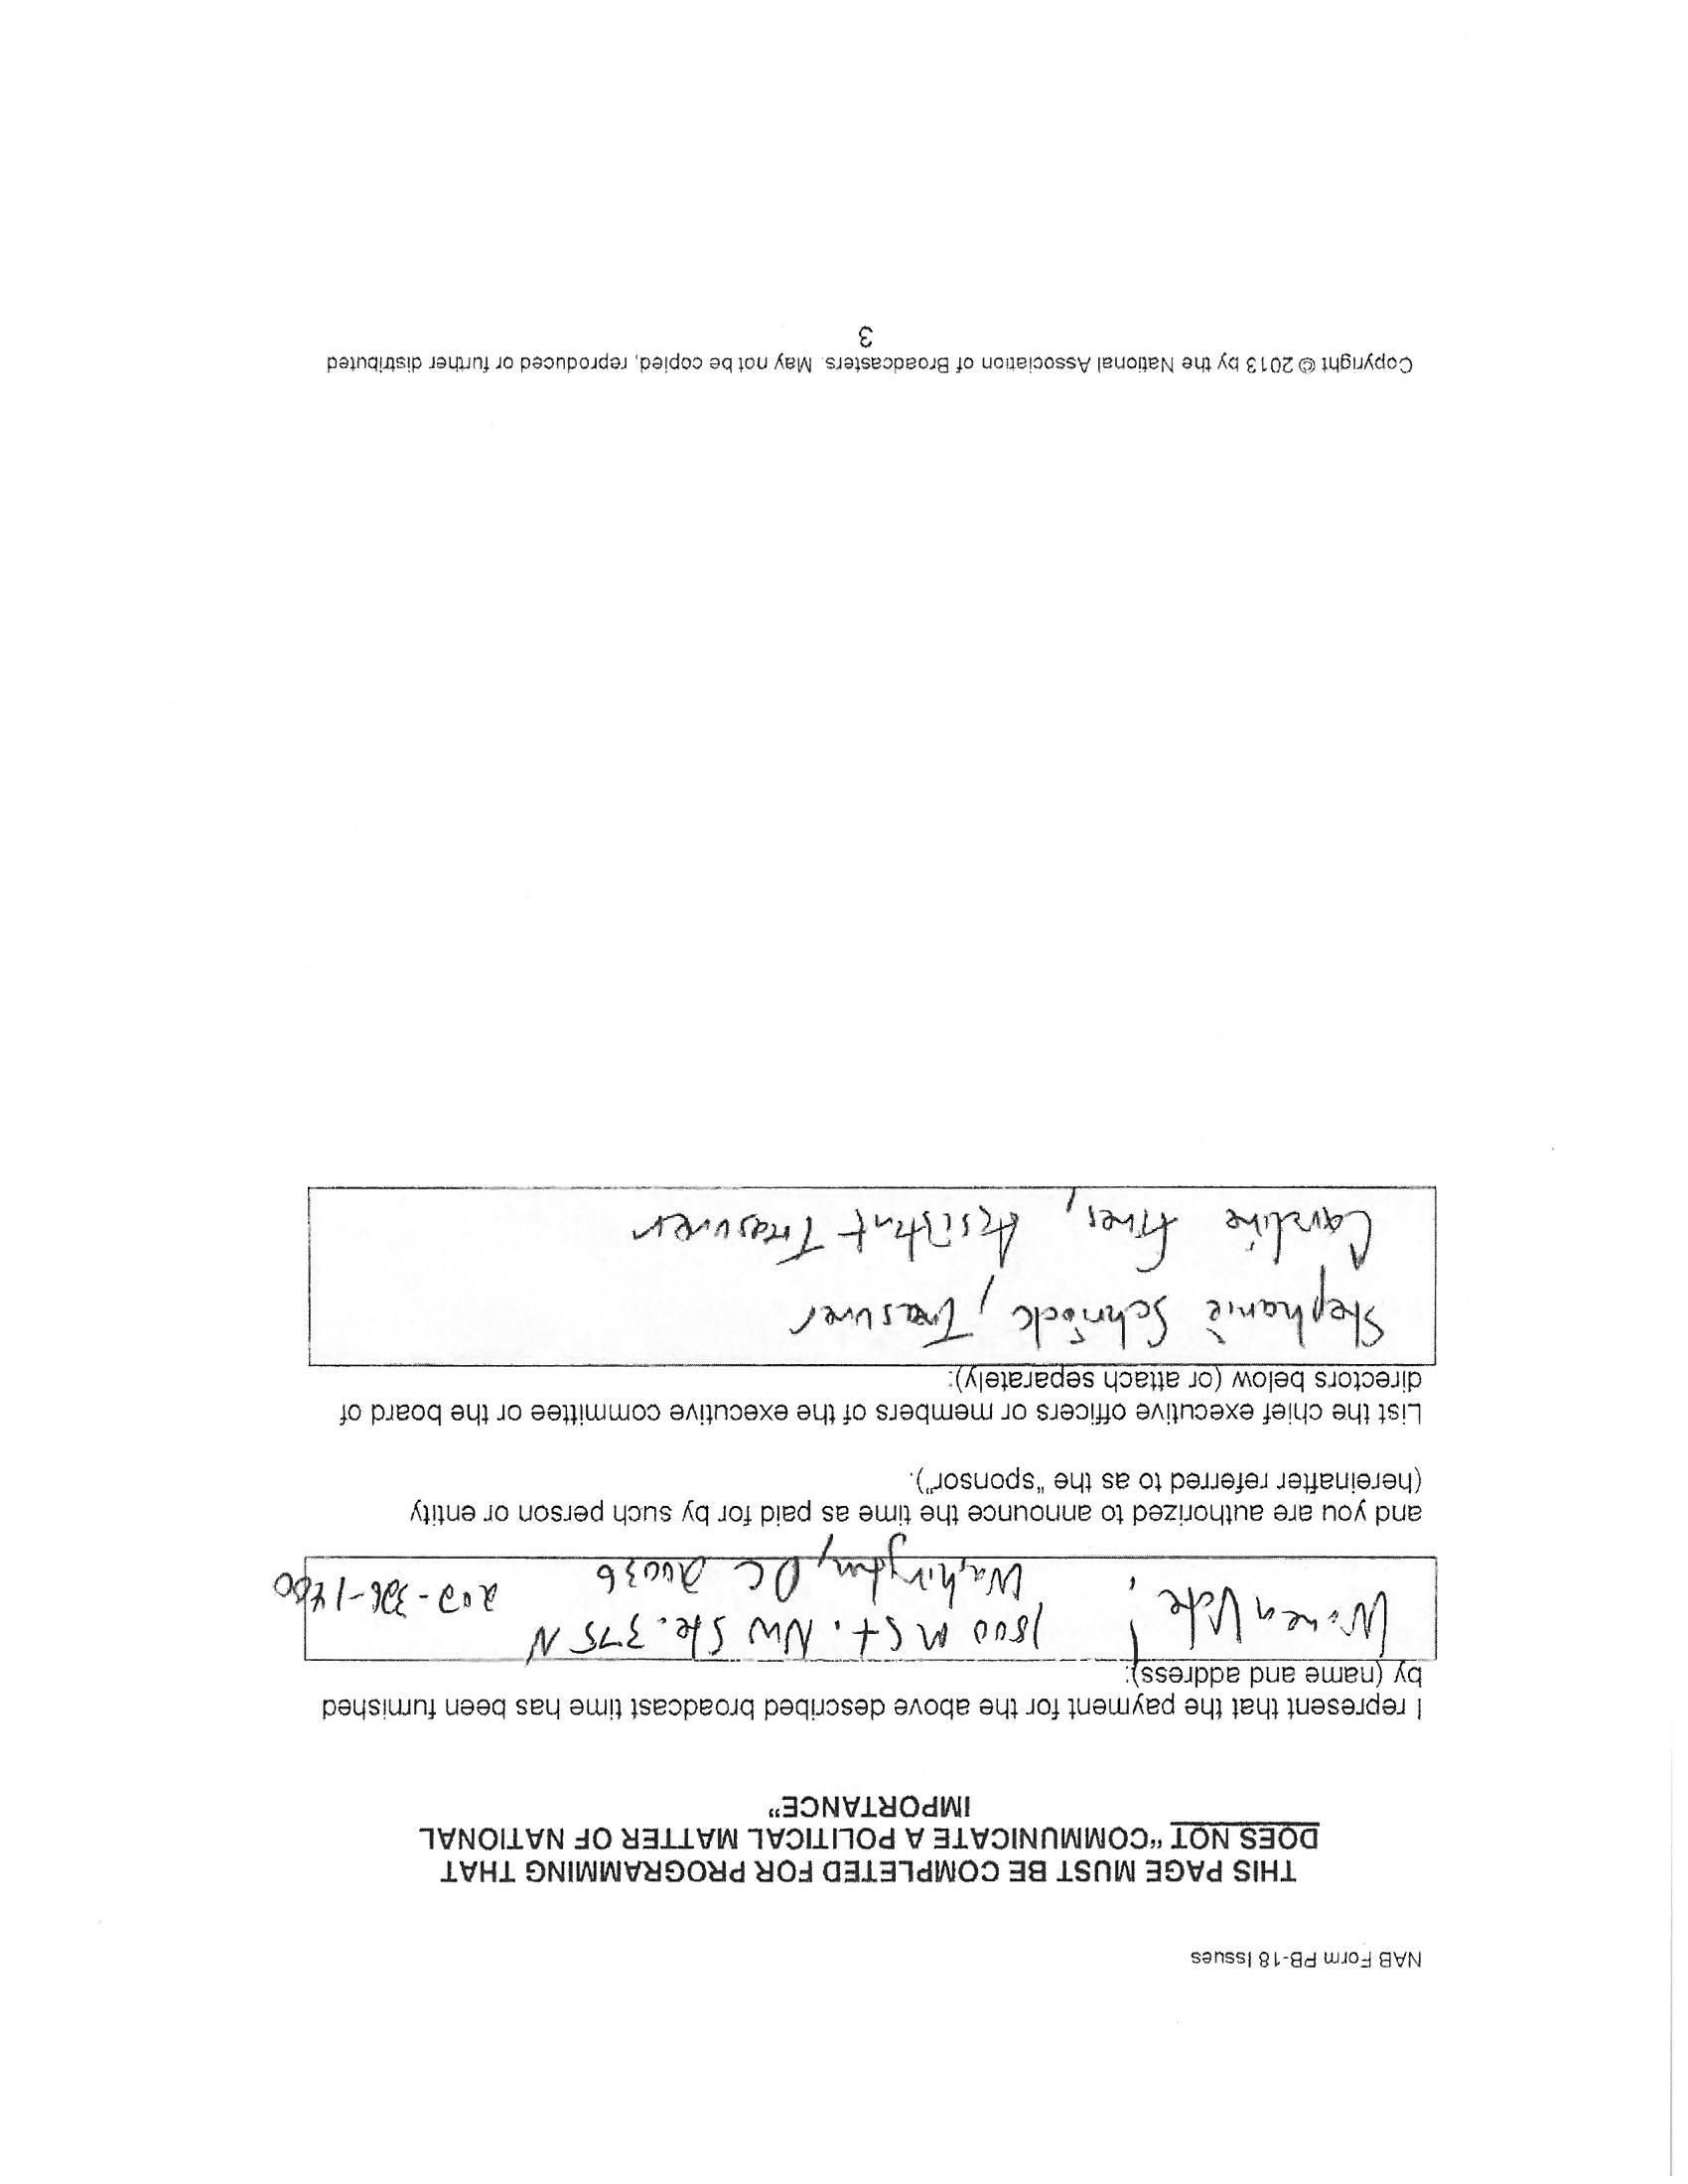 NAB Form PB-18 Issues
THIS PAGE MUST BE COMPLETED FOR PROGRAMMING THAT
DOES NOT "COMMUNICATE A POLITICAL MATTER OF NATIONAL
IMPORTANCE"
I represent that the payment for the above described broadcast time has been furnished
by (name and address):
Women Vote! 1800 M St. NW Ste. 375 N
Washington, DC 20036 202-326-1400
and you are authorized to announce the time as paid for by such person or entity
(hereinafter referred to as the "sponsor").
List the chief executive officers or members of the executive committee or the board of
directors below (or attach separately):
Stephanie Schriock, Treasurer
Caroline Fines, Assistant Treasurer
Copyright © 2013 by the National Association of Broadcasters. May not be copied, reproduced or further distributed
3